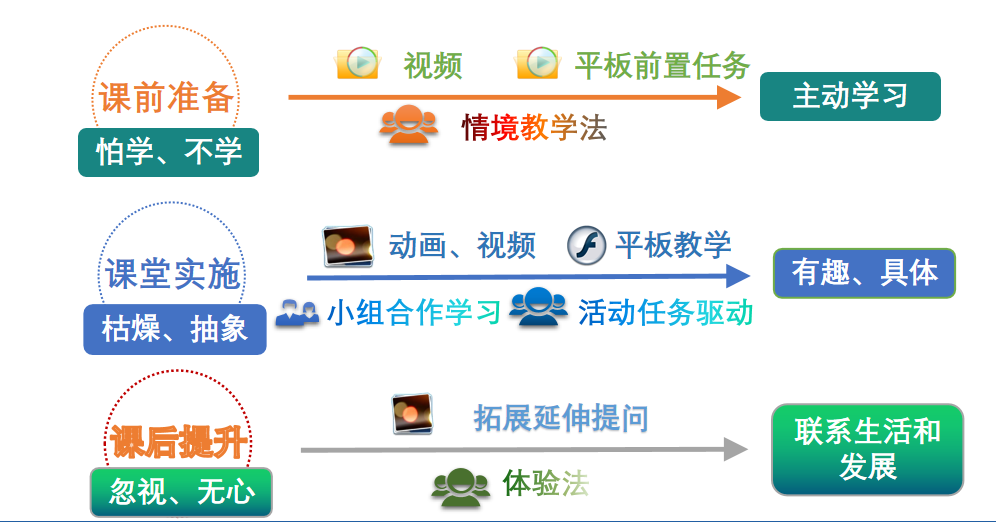 课前准备
怕学、不学
视频
平板前置任务
情境教学法
主动学习
课堂实施
枯燥、抽象
动画、视频
平板教学
小组合作学习
活动任务驱动
有趣、具体
课后提升
忽视、无心
拓展延伸提问
体验法
联系生活和
发展